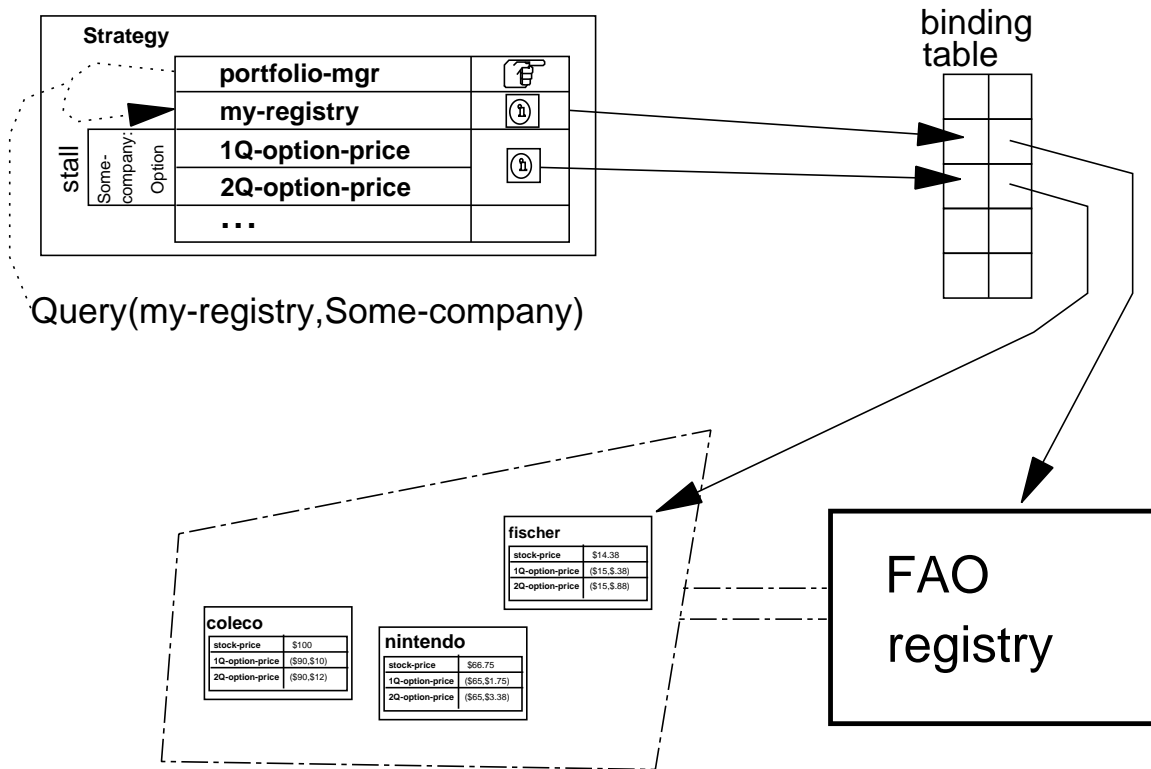 binding
table
Strategy
portfolio-mgr
my-registry
stall
Some-
company:
Option
1Q-option-price
2Q-option-price
...
Query(my-registry,Some-company)
fischer
stock-price $14.38
1Q-option-price ($15,$.38)
2Q-option-price ($15,$.88)
FAO
registry
coleco
stock-price $100
1Q-option-price ($90,$10)
2Q-option-price ($90,$12)
nintendo
stock-price $66.75
1Q-option-price ($65,$1.75)
2Q-option-price ($65,$3.38)